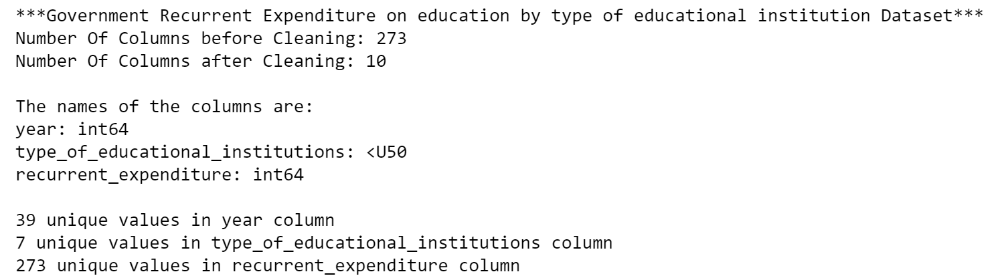 ***Government Recurrent Expenditure on education by type of educational institution Dataset***
Number Of Columns before Cleaning: 273
Number Of Columns after Cleaning: 10
The names of the columns are:
year: int64
type_of_educational_institutions: <U50
recurrent_expenditure: int64
39 unique values in year column
7 unique values in type_of_educational_institutions column
273 unique values in recurrent_expenditure column